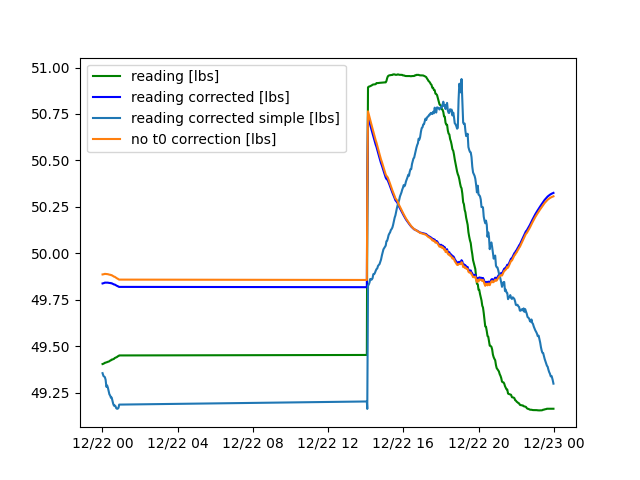 51.00
50.75
50.50
50.25
50.00
49.75
49.50
49.25
reading [lbs]
reading corrected [lbs]
reading corrected simple [lbs]
no t0 correction [lbs]
12/22 00 12/22 04 12/22 08 12/22 12 12/22 16 12/22 20 12/23 00